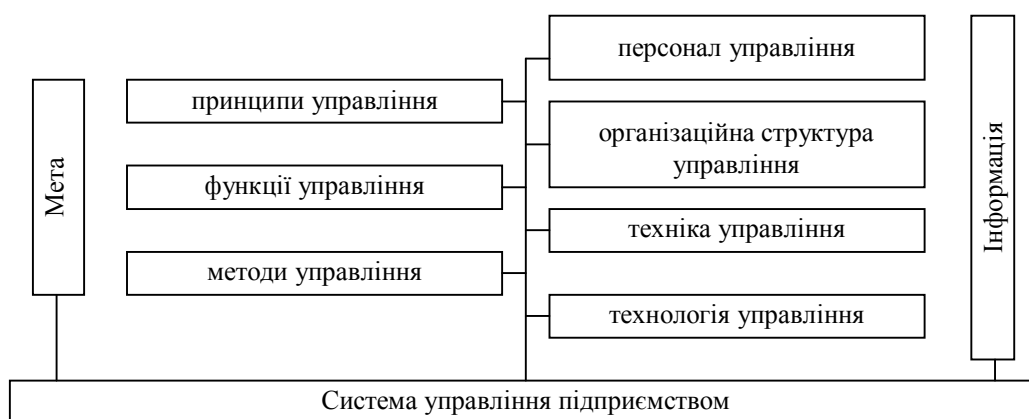 Мета
принципи управління
функції управління
методи управління
персонал управління
організаційна структура
управління
техніка управління
технологія управління
Інформація
Система управління підприємством